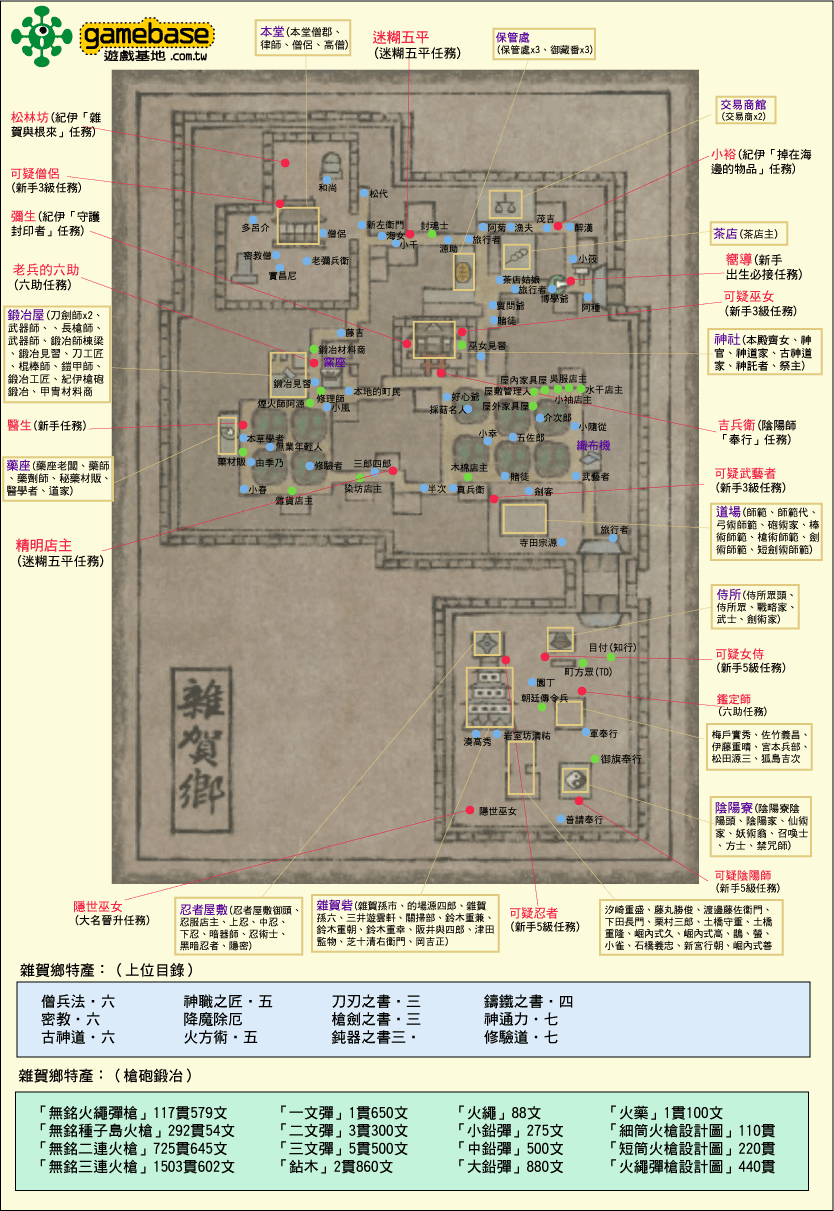 gamebase
遊戲基地.com.tw
本堂(本堂僧郡、
律師、僧侶、高僧)
迷糊五平
(迷糊五平任務)
保管處
(保管處x3、御藏番x3)
交易商館
(交易商x2)
松林坊(紀伊「雜
賀與根來」任務)
可疑僧侶
(新手3級任務)
彌生(紀伊「守護
封印者」任務)
老兵的六助
(六助任務)
鍛冶屋(刀劍師x2、
武器師、、長槍師、
武器師、鍛冶師棟梁
、鍛冶見習、刀工匠
、棍棒師、鎧甲師、
鍛冶工匠、紀伊槍砲
鍛冶、甲冑材料商
醫生(新手任務)
藥座(藥座老闆、藥師
、藥劑師、秘藥材販、
醫學者、道家)
精明店主
(迷糊五平任務)
小裕(紀伊「掉在海
邊的物品」任務)
茶店(茶店主)
嚮導(新手
出生必接任務)
可疑巫女
(新手3級任務)
神社(本殿齋女、神
官、神道家、古神道
家、神託者、祭主)
吉兵衛(陰陽師
「奉行」任務)
可疑武藝者
(新手3級任務)
道場(師範、師範代、
弓術師範、砲術家、棒
術師範、槍術師範、劍
術師範、短劍術師範)
侍所(侍所眾頭、
侍所眾、戰略家、
武士、劍術家)
可疑女侍
(新手5級任務)
鑑定師
(六助任務)
梅戶實秀、佐竹義昌、
伊藤重晴、宮本兵部、
松田源三、狐島吉次
陰陽寮(陰陽寮陰
陽頭、陰陽家、仙術
家、妖術翁、召喚士
、方士、禁咒師)
可疑陰陽師
(新手5級任務)
和尚
松代
多呂介
僧侶
密教僧
老彌兵衛
寶昌尼
新左衛門
海女
小千
封魂士
源助
旅行者
阿菊
漁夫
茂吉
醉漢
小筱
茶店姑娘
旅行者
博學爺
阿種
賣問爺
賭徒
巫女見習
藤吉
鍛冶材料商
窯座
鍛冶見習
修理師
本地的町民
煙火師阿源
小風
屋內家具屋
吳服店主
屋敷管理人
水干店主
小袖店主
好心爺
採菇名人
屋外家具屋
介次郎
小隨從
小幸
五佐郎
織布機
本草學者
無業年輕人
藥材販
由季乃
修驗者
三郎四郎
木棉店主
賭徒
武藝者
小春
雜貨店主
染坊店主
半次
貞兵衛
劍客
寺田宗源
旅行者
目付(知行)
町方眾(TD)
園丁
朝廷傳令兵
湊高秀
岩室坊清祐
軍奉行
御旗奉行
隱世巫女
普請奉行
雜賀鄉
隱世巫女
(大名晉升任務)
忍者屋敷(忍者屋敷御頭、
忍服店主、上忍、中忍、
下忍、暗器師、忍術士、
黑暗忍者、隱密)
雜賀砦(雜賀孫市、的場源四郎、雜賀
孫六、三井遊雲軒、關掃部、鈴木重兼、
鈴木重朝、鈴木重幸、阪井與四郎、津田
監物、芝十清右衛門、岡吉正)
可疑忍者
(新手5級任務)
汐崎重盛、藤丸勝俊、渡邊藤佐衛門、
下田長門、栗村三郎、土橋守重、土橋
重隆、崛內式久、崛內式高、鵲、螢、
小雀、石橋義忠、新宮行朝、崛內式善
雜賀鄉特產：（上位目錄）
僧兵法・六 神職之匠・五 刀刃之書・三 鑄鐵之書・四
密教・六 降魔除厄 槍劍之書・三 神通力・七
古神道・六 火方術・五 鈍器之書三・ 修驗道・七
雜賀鄉特產：（槍砲鍛冶）
「無銘火繩彈槍」117貫579文 「一文彈」1貫650文 「火繩」88文 「火藥」1貫100文
「無銘種子島火槍」292貫54文 「二文彈」3貫300文 「小鉛彈」275文 「細筒火槍設計圖」110貫
「無銘二連火槍」725貫645文 「三文彈」5貫500文 「中鉛彈」500文 「短筒火槍設計圖」220貫
「無銘三連火槍」1503貫602文 「鉆木」2貫860文 「大鉛彈」880文 「火繩彈槍設計圖」440貫